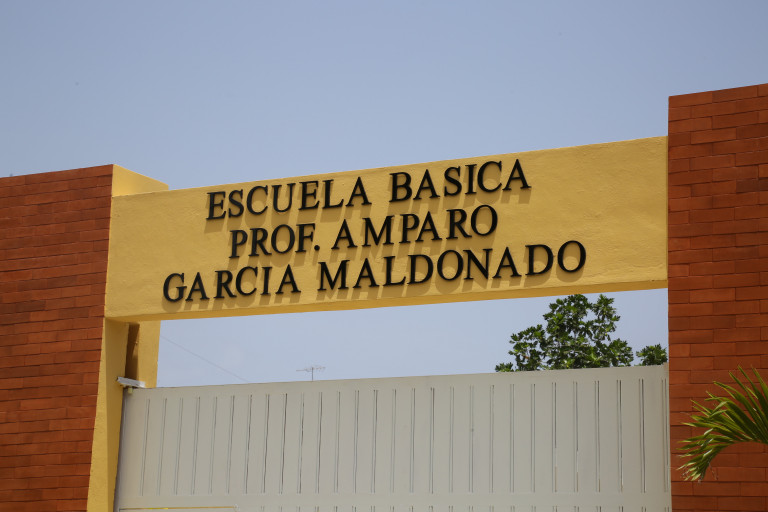 ESCUELA BASICA
PROF. AMPARO
GARCIA MALDONADO